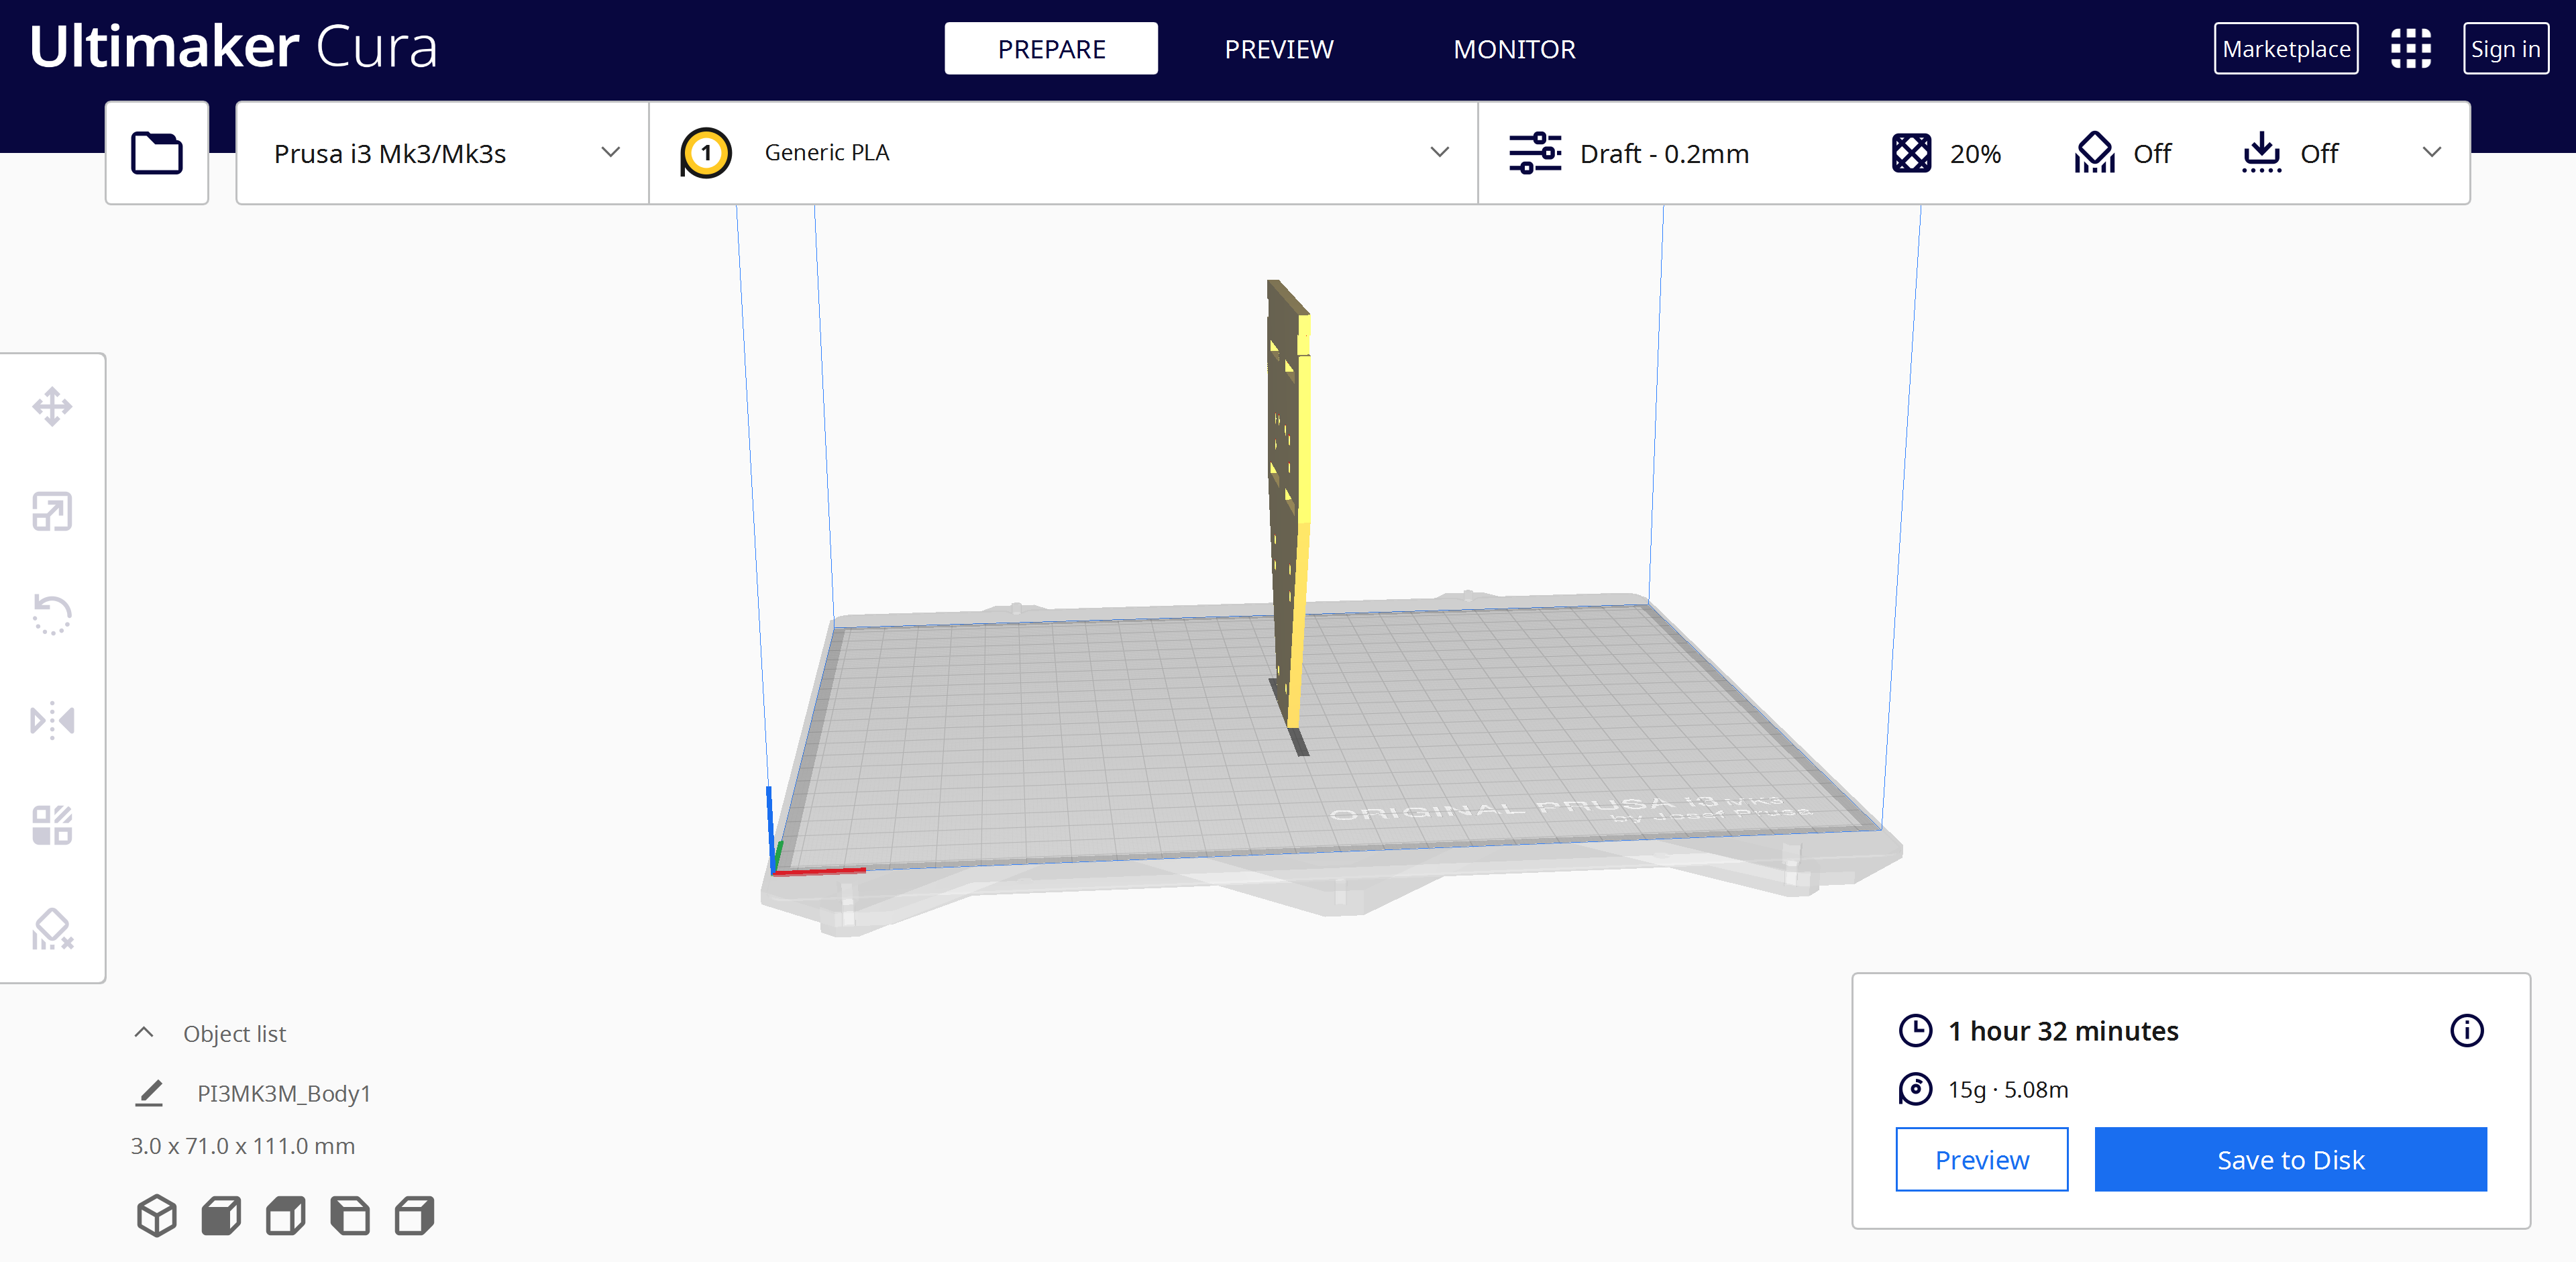 Ultimaker Cura
PREPARE
PREVIEW
MONITOR
Marketplace
Sign in
Prusa i3 Mk3/Mk3s
1
Generic PLA
Draft - 0.2mm
20%
Off
Off
ORIGINAL PRUSA i3 MK3
by Josef Prusa
Object list
PI3MK3M_Body1
3.0 x 71.0 x 111.0 mm
1 hour 32 minutes
15g · 5.08m
Preview
Save to Disk